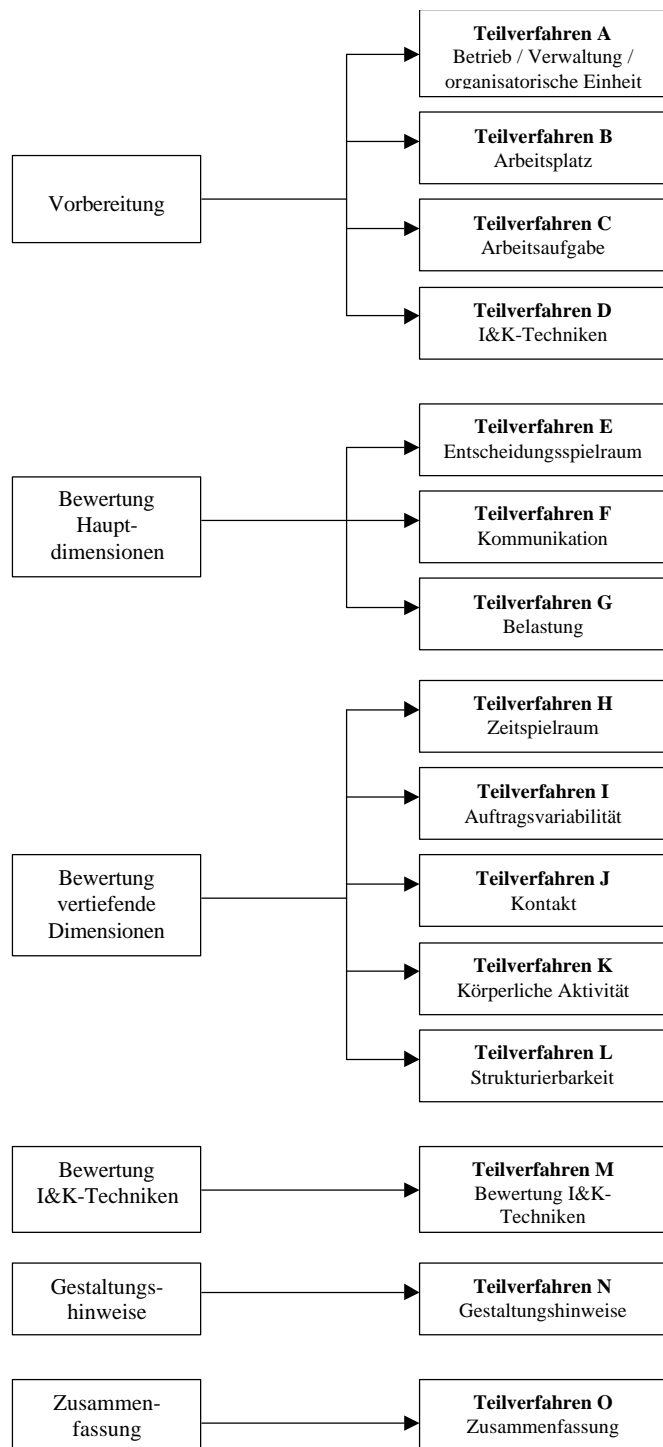 Teilverfahren A
Betrieb / Verwaltung /
organisatorische Einheit
Teilverfahren B
Arbeitsplatz
Vorbereitung
Teilverfahren C
Arbeitsaufgabe
Teilverfahren D
I&K-Techniken
Teilverfahren E
Entscheidungsspielraum
Bewertung
Haupt-
dimensionen
Teilverfahren F
Kommunikation
Teilverfahren G
Belastung
Teilverfahren H
Zeitspielraum
Teilverfahren I
Auftragsvariabilität
Bewertung
vertiefende
Dimensionen
Teilverfahren J
Kontakt
Teilverfahren K
Körperliche Aktivität
Teilverfahren L
Strukturierbarkeit
Bewertung
I&K-Techniken
Teilverfahren M
Bewertung I&K-
Techniken
Gestaltungs-
hinweise
Teilverfahren N
Gestaltungshinweise
Zusammen-
fassung
Teilverfahren O
Zusammenfassung